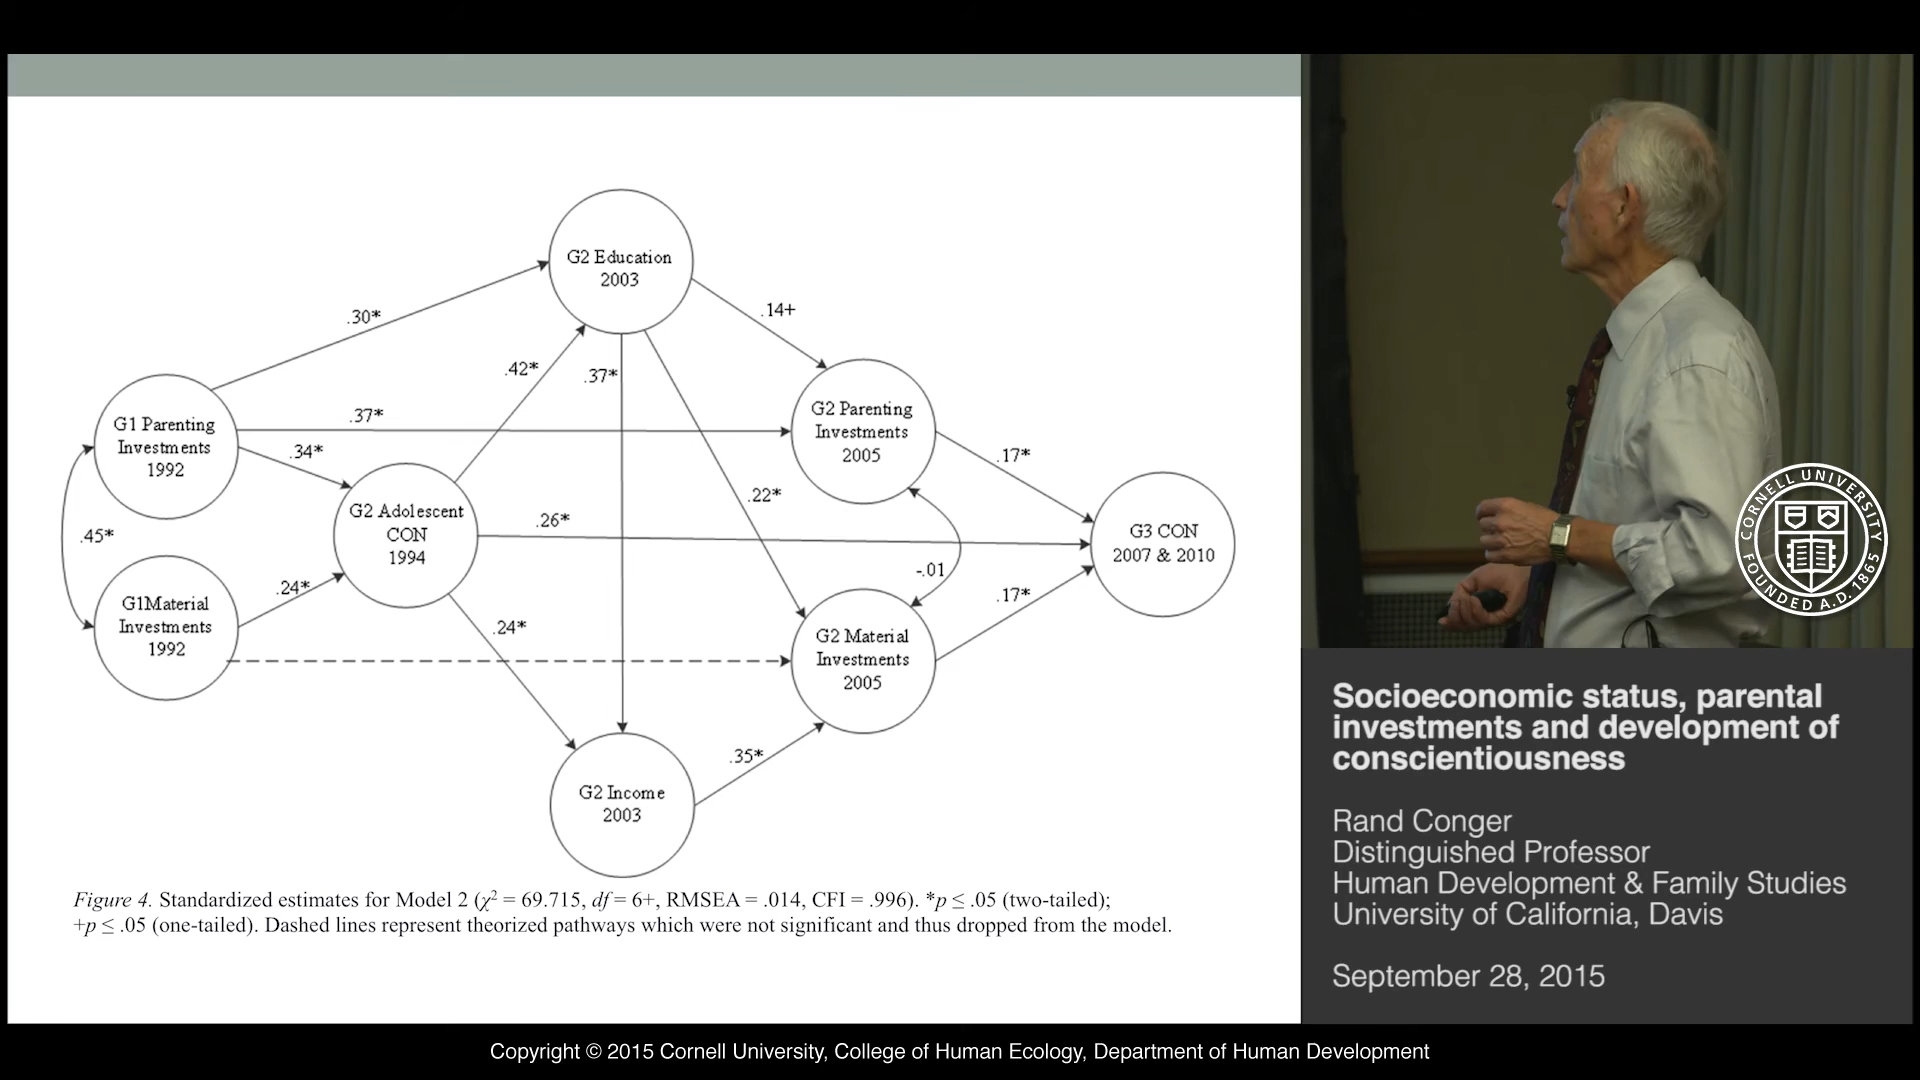 G2 Education
2003
.30*
.14+
.42*
.37*
G1 Parenting
Investments
1992
.37*
.34*
G2 Parenting
Investments
2005
.17*
.45*
G2 Adolescent
CON
1994
.26*
.22*
G3 CON
2007 & 2010
-.01
G1Material
Investments
1992
.24*
.24*
.17*
G2 Material
Investments
2005
G2 Income
2003
.35*
Figure 4. Standardized estimates for Model 2 (χ² = 69.715, df = 6+, RMSEA = .014, CFI = .996). *p ≤ .05 (two-tailed);
+p ≤ .05 (one-tailed). Dashed lines represent theorized pathways which were not significant and thus dropped from the model.
CORNELL UNIVERSITY
FOUNDED A.D. 1865
Socioeconomic status, parental
investments and development of
conscientiousness
Rand Conger
Distinguished Professor
Human Development & Family Studies
University of California, Davis
September 28, 2015
Copyright © 2015 Cornell University, College of Human Ecology, Department of Human Development